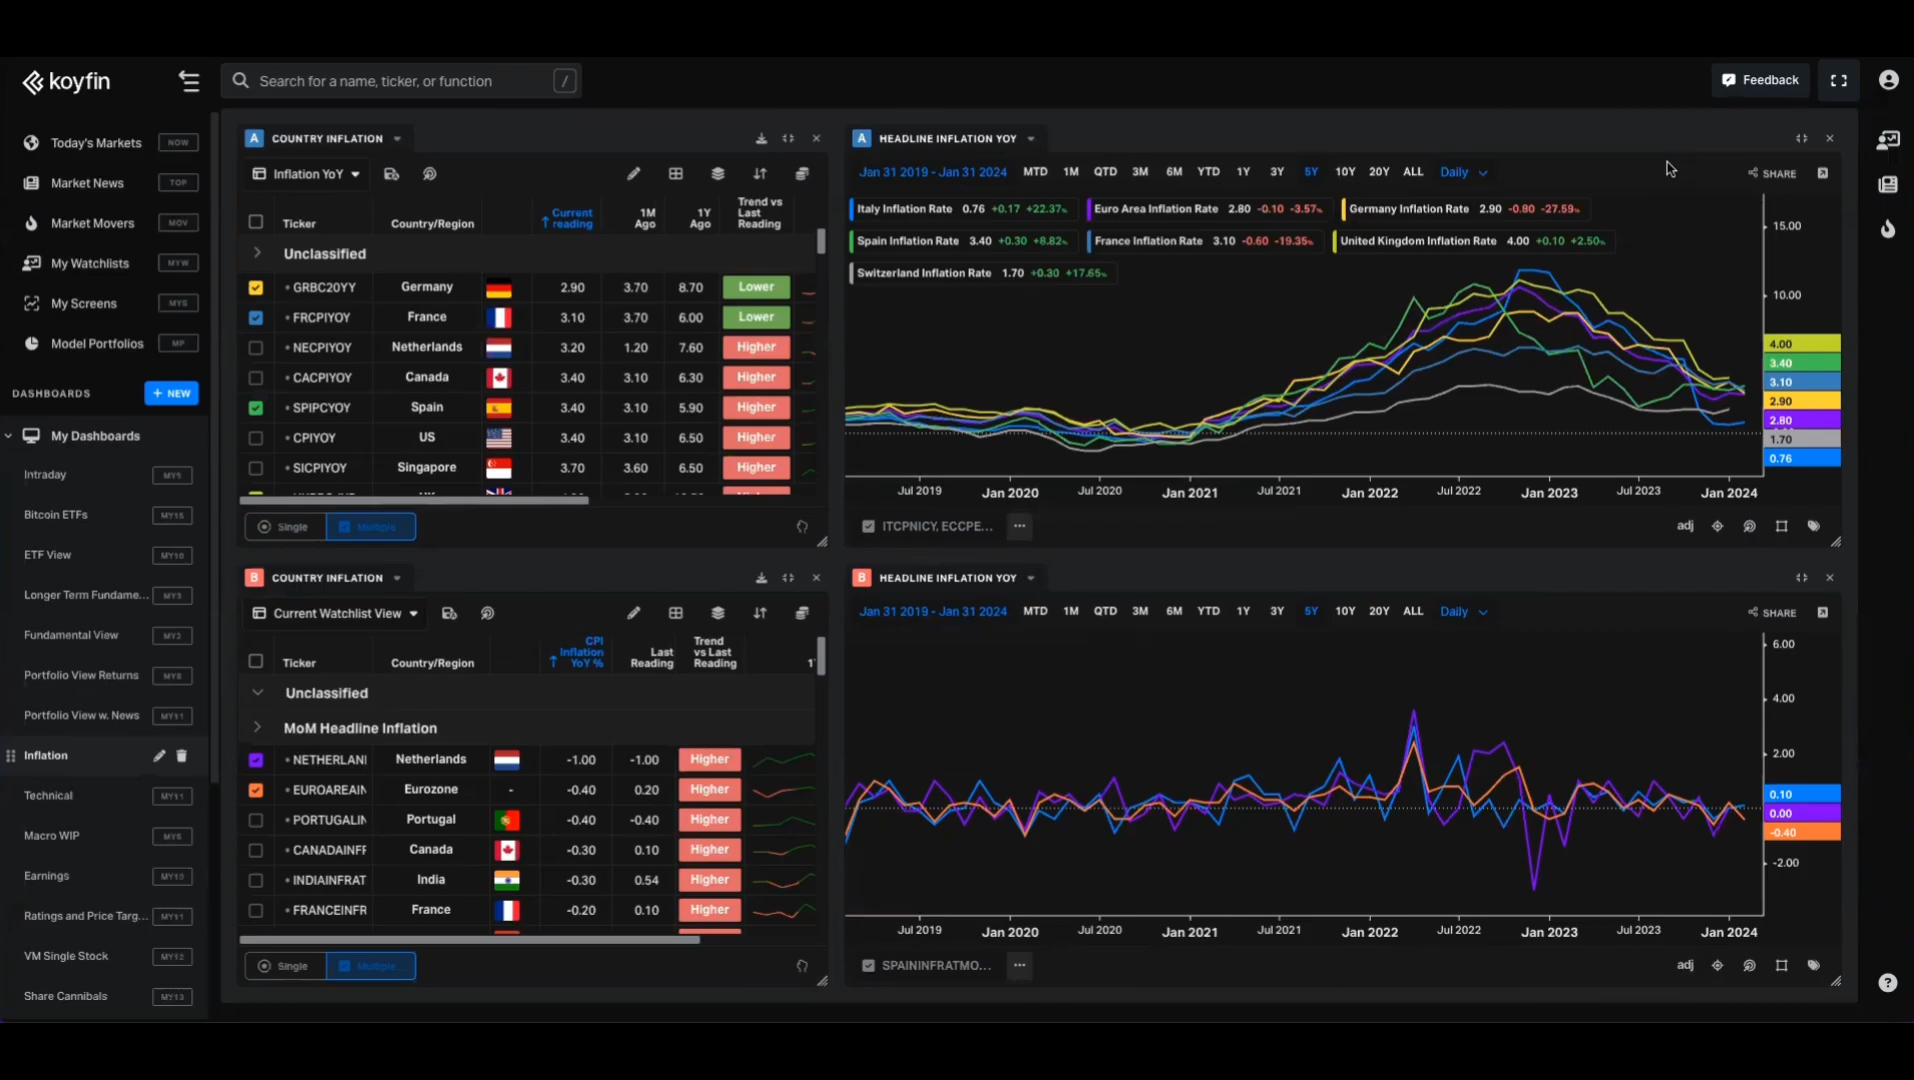 koyfin
Search for a name, ticker, or function /
Feedback
Today's Markets NOW
Market News TOP
Market Movers MOV
My Watchlists MYW
My Screens MYS
Model Portfolios MP
DASHBOARDS + NEW
My Dashboards
Intraday MY5
Bitcoin ETFs MY15
ETF View MY10
Longer Term Fundame... MY3
Fundamental View MY2
Portfolio View Returns MY8
Portfolio View w. News MY11
Inflation
Technical MY11
Macro WIP MY6
Earnings MY10
Ratings and Price Targ... MY11
VM Single Stock MY12
Share Cannibals MY13
A COUNTRY INFLATION
Inflation YoY
Ticker Country/Region Current reading 1M Ago 1Y Ago Trend vs Last Reading
Unclassified
GRBC20YY Germany 2.90 3.70 8.70 Lower
FRCPIYOY France 3.10 3.70 6.00 Lower
NECPIYOY Netherlands 3.20 1.20 7.60 Higher
CACPIYOY Canada 3.40 3.10 6.30 Higher
SPIPCYOY Spain 3.40 3.10 5.90 Higher
CPIYOY US 3.40 3.10 6.50 Higher
SICPIYOY Singapore 3.70 3.60 6.50 Higher
Single Multiple
A HEADLINE INFLATION YOY
Jan 31 2019 - Jan 31 2024 MTD 1M QTD 3M 6M YTD 1Y 3Y 5Y 10Y 20Y ALL Daily SHARE
Italy Inflation Rate 0.76 +0.17 +22.37% Euro Area Inflation Rate 2.80 -0.10 -3.57% Germany Inflation Rate 2.90 -0.80 -27.59%
Spain Inflation Rate 3.40 +0.30 +8.82% France Inflation Rate 3.10 -0.60 -19.35% United Kingdom Inflation Rate 4.00 +0.10 +2.50%
Switzerland Inflation Rate 1.70 +0.30 +17.65%
15.00
10.00
4.00
3.40
3.10
2.90
2.80
1.70
0.76
Jul 2019 Jan 2020 Jul 2020 Jan 2021 Jul 2021 Jan 2022 Jul 2022 Jan 2023 Jul 2023 Jan 2024
ITCPNICY, ECCPE... ... adj
B COUNTRY INFLATION
Current Watchlist View
Ticker Country/Region CPI Inflation YoY % Last Reading Trend vs Last Reading
Unclassified
MoM Headline Inflation
NETHERLANI Netherlands -1.00 -1.00 Higher
EUROAREAIN Eurozone - -0.40 0.20 Higher
PORTUGALIN Portugal -0.40 -0.40 Higher
CANADAINFF Canada -0.30 0.10 Higher
INDIAINFRAT India -0.30 0.54 Higher
FRANCEINFR France -0.20 0.10 Higher
Single Multiple
B HEADLINE INFLATION YOY
Jan 31 2019 - Jan 31 2024 MTD 1M QTD 3M 6M YTD 1Y 3Y 5Y 10Y 20Y ALL Daily SHARE
6.00
4.00
2.00
0.10
0.00
-0.40
-2.00
Jul 2019 Jan 2020 Jul 2020 Jan 2021 Jul 2021 Jan 2022 Jul 2022 Jan 2023 Jul 2023 Jan 2024
SPAININFRATMO... ... adj
?